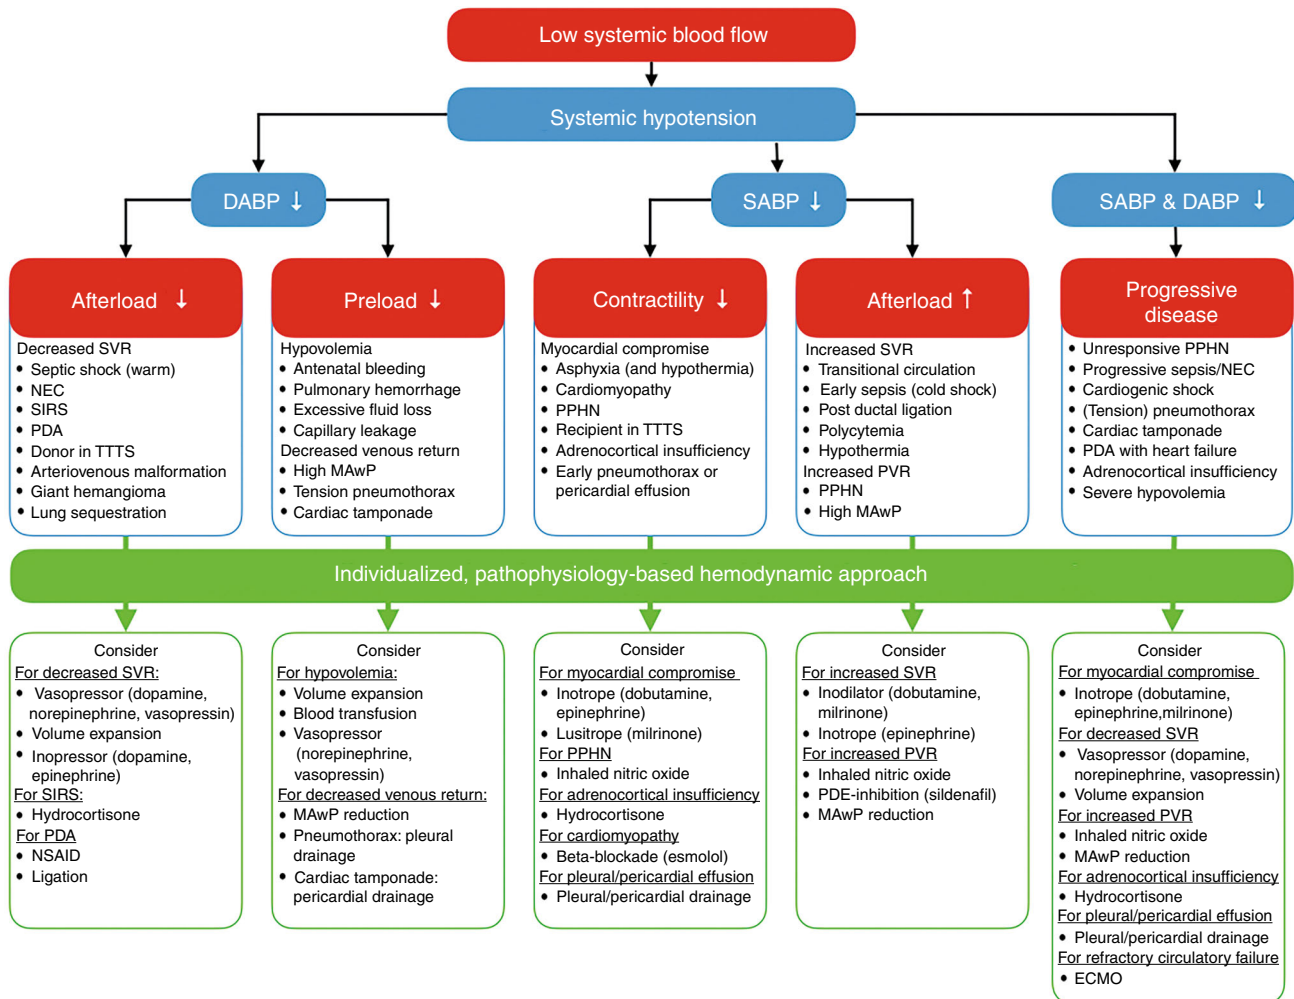 Low systemic blood flow
Systemic hypotension
DABP ↓
SABP ↓
SABP & DABP ↓
Afterload ↓
Decreased SVR
• Septic shock (warm)
• NEC
• SIRS
• PDA
• Donor in TTTS
• Arteriovenous malformation
• Giant hemangioma
• Lung sequestration
Preload ↓
Hypovolemia
• Antenatal bleeding
• Pulmonary hemorrhage
• Excessive fluid loss
• Capillary leakage
Decreased venous return
• High MAwP
• Tension pneumothorax
• Cardiac tamponade
Contractility ↓
Myocardial compromise
• Asphyxia (and hypothermia)
• Cardiomyopathy
• PPHN
• Recipient in TTTS
• Adrenocortical insufficiency
• Early pneumothorax or
pericardial effusion
Afterload ↑
Increased SVR
• Transitional circulation
• Early sepsis (cold shock)
• Post ductal ligation
• Polycytemia
• Hypothermia
Increased PVR
• PPHN
• High MAwP
Progressive
disease
• Unresponsive PPHN
• Progressive sepsis/NEC
• Cardiogenic shock
• (Tension) pneumothorax
• Cardiac tamponade
• PDA with heart failure
• Adrenocortical insufficiency
• Severe hypovolemia
Individualized, pathophysiology-based hemodynamic approach
Consider
For decreased SVR:
• Vasopressor (dopamine,
norepinephrine, vasopressin)
• Volume expansion
• Inopressor (dopamine,
epinephrine)
For SIRS:
• Hydrocortisone
For PDA
• NSAID
• Ligation
Consider
For hypovolemia:
• Volume expansion
• Blood transfusion
• Vasopressor
(norepinephrine,
vasopressin)
For decreased venous return:
• MAwP reduction
• Pneumothorax: pleural
drainage
• Cardiac tamponade:
pericardial drainage
Consider
For myocardial compromise
• Inotrope (dobutamine,
epinephrine)
• Lusitrope (milrinone)
For PPHN
• Inhaled nitric oxide
For adrenocortical insufficiency
• Hydrocortisone
For cardiomyopathy
• Beta-blockade (esmolol)
For pleural/pericardial effusion
• Pleural/pericardial drainage
Consider
For increased SVR
• Inodilator (dobutamine,
milrinone)
• Inotrope (epinephrine)
For increased PVR
• Inhaled nitric oxide
• PDE-inhibition (sildenafil)
• MAwP reduction
Consider
For myocardial compromise
• Inotrope (dobutamine,
epinephrine,milrinone)
For decreased SVR
• Vasopressor (dopamine,
norepinephrine, vasopressin)
• Volume expansion
For increased PVR
• Inhaled nitric oxide
• MAwP reduction
For adrenocortical insufficiency
• Hydrocortisone
For pleural/pericardial effusion
• Pleural/pericardial drainage
For refractory circulatory failure
• ECMO